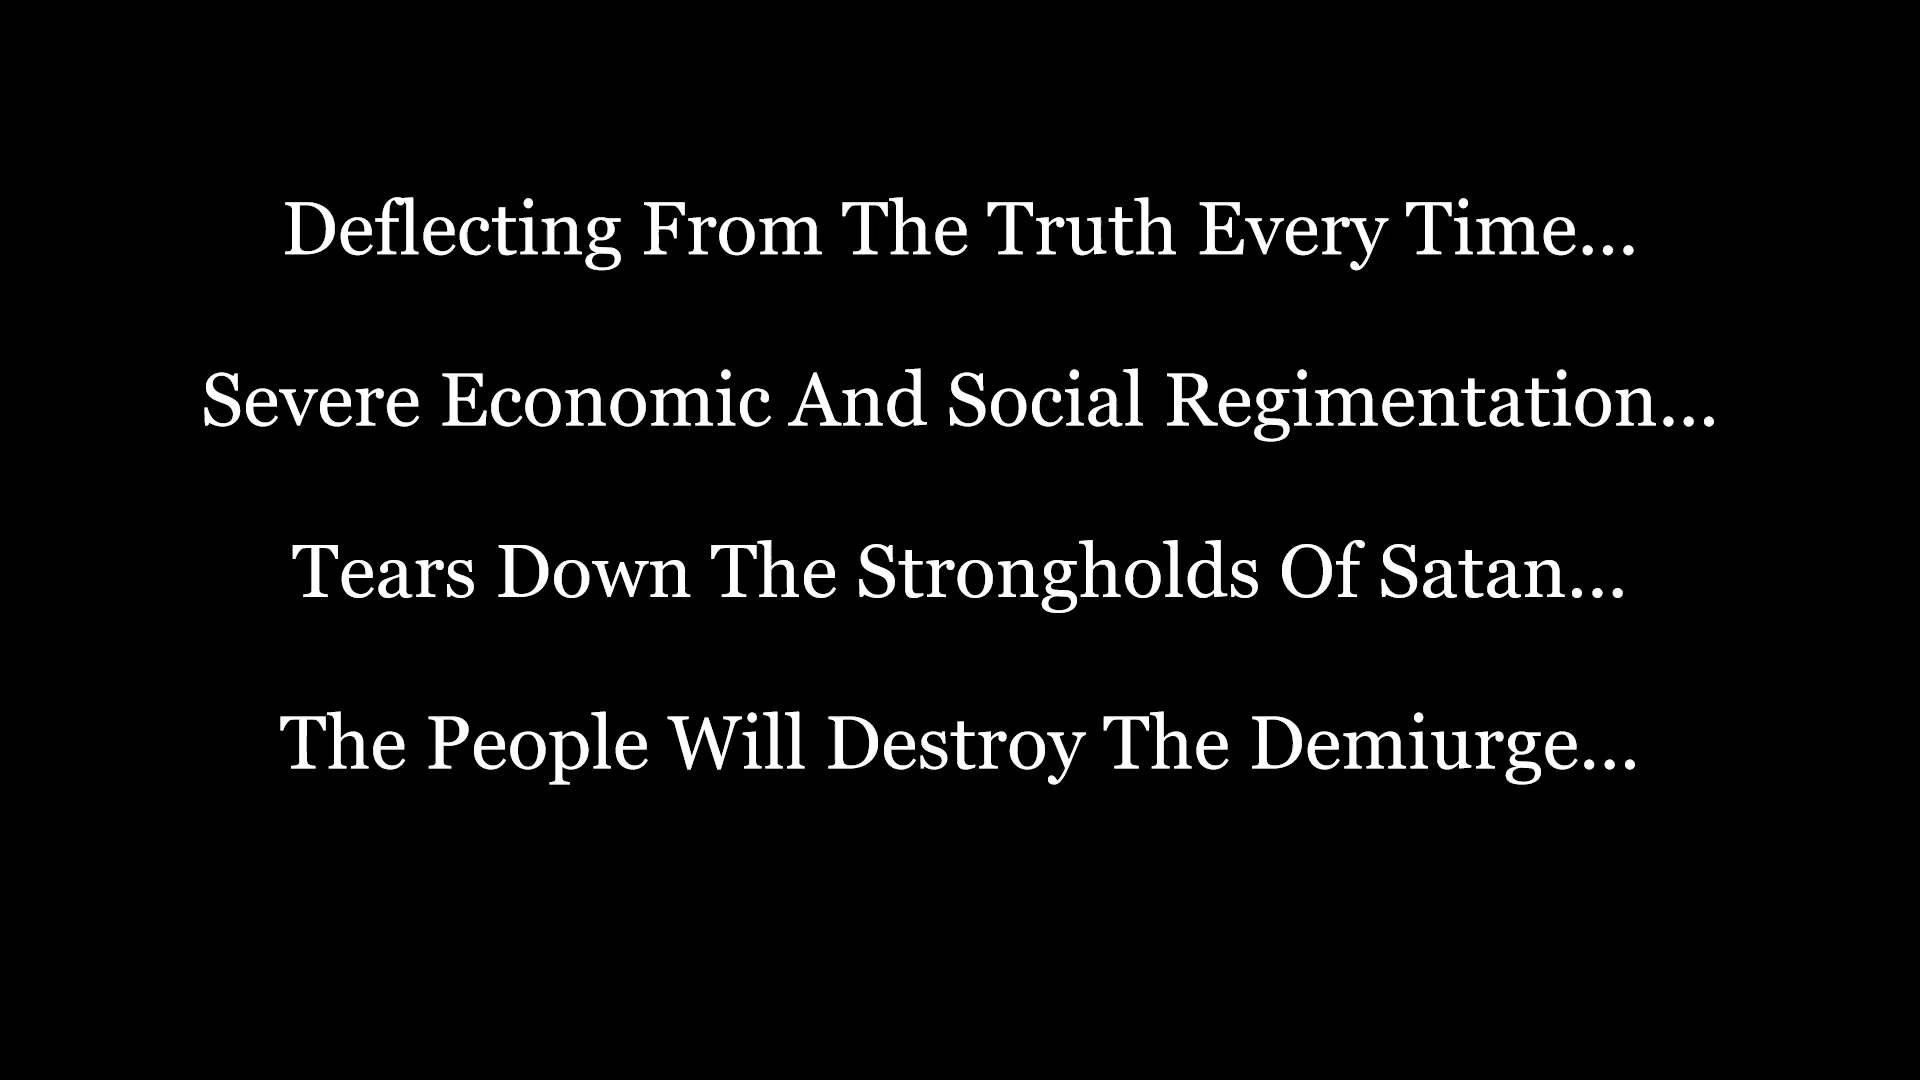 Deflecting From The Truth Every Time...
Severe Economic And Social Regimentation...
Tears Down The Strongholds Of Satan...
The People Will Destroy The Demiurge...